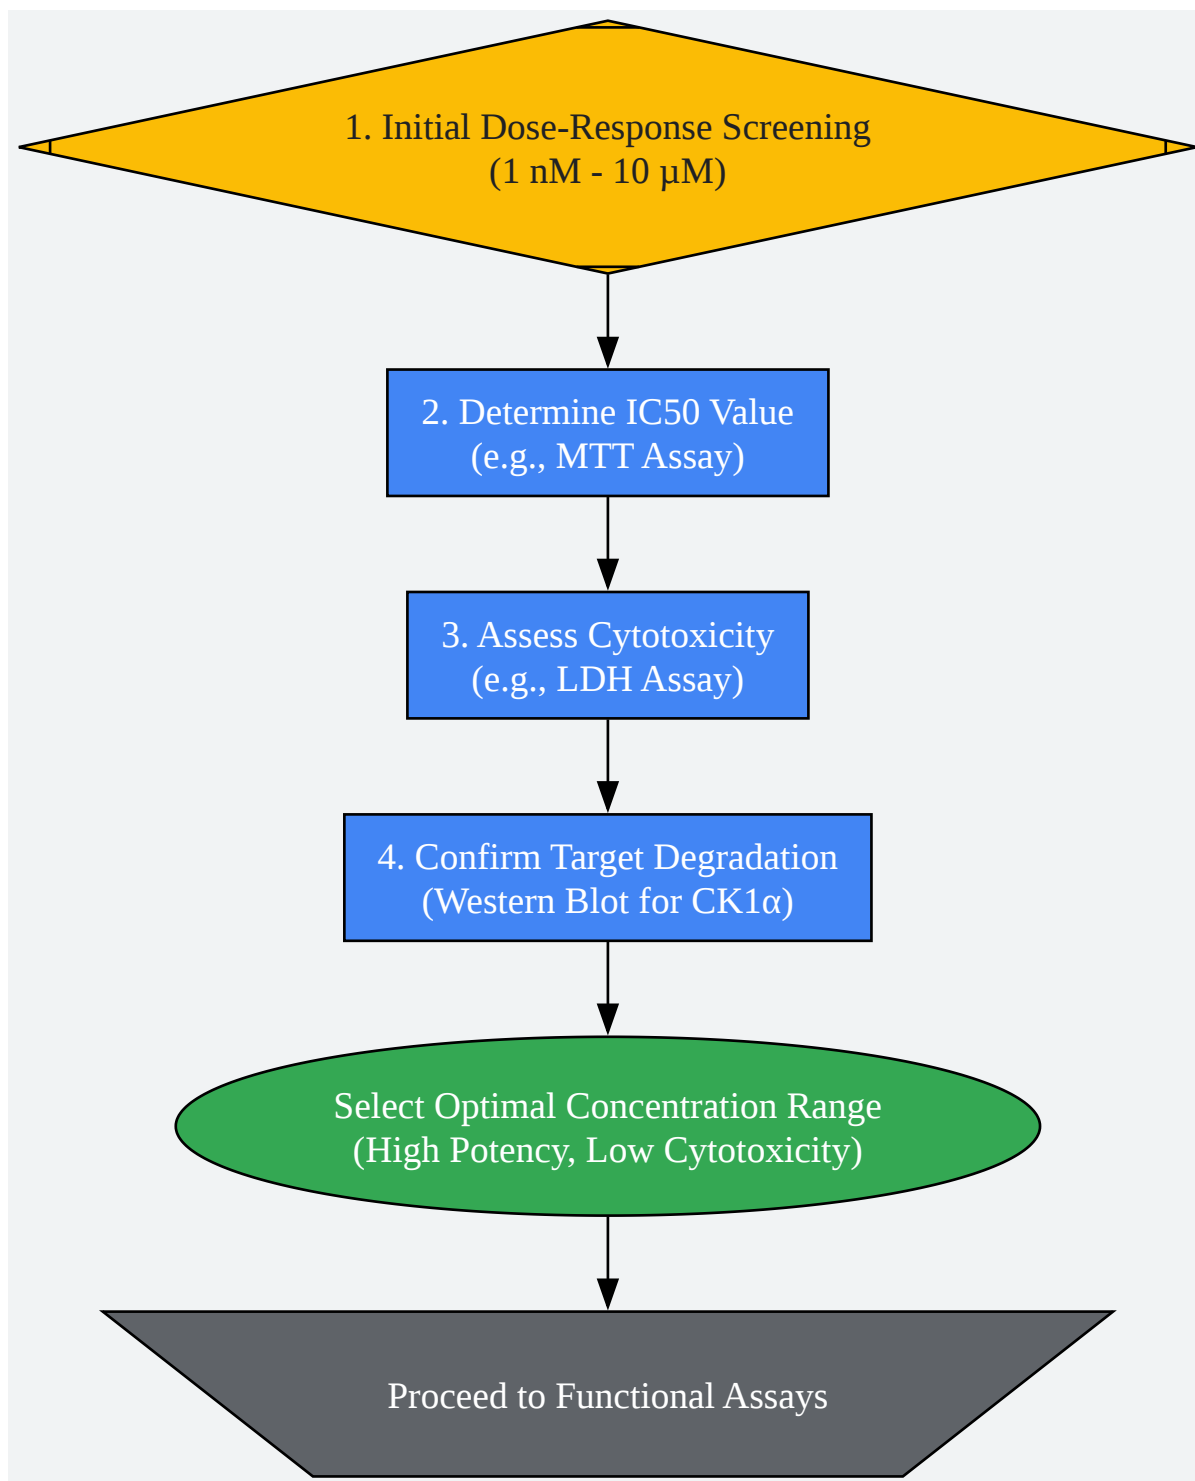 1. Initial Dose-Response Screening
(1 nM - 10 µM)
2. Determine IC50 Value
(e.g., MTT Assay)
3. Assess Cytotoxicity
(e.g., LDH Assay)
4. Confirm Target Degradation
(Western Blot for CK1α)
Select Optimal Concentration Range
(High Potency, Low Cytotoxicity)
Proceed to Functional Assays